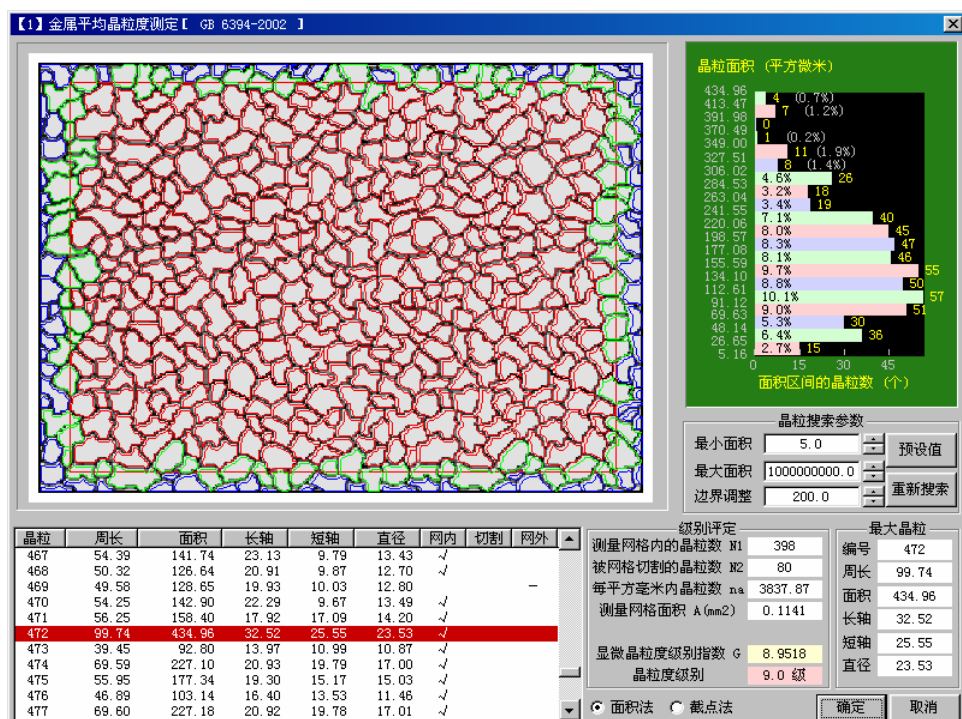 【1】金属平均晶粒度测定[ GB 6394-2002 ]
晶粒面积 (平方微米)
434.96
413.47
391.98
370.49
349.00
327.51
306.02
284.53
263.04
241.55
220.06
198.57
177.08
155.59
134.10
112.61
91.12
69.63
48.14
26.65
5.16
4 (0.7%)
7 (1.2%)
0
1 (0.2%)
11 (1.9%)
8 (1.4%)
4.6% 26
3.2% 18
3.4% 19
7.1% 40
8.0% 45
8.3% 47
8.1% 46
9.7% 55
8.8% 50
10.1% 57
9.0% 51
5.3% 30
6.4% 36
2.7% 15
0 15 30 45
面积区间的晶粒数 (个)
晶粒搜索参数
最小面积 5.0 预设值
最大面积 1000000000.0
边界调整 200.0 重新搜索
晶粒 周长 面积 长轴 短轴 直径 网内 切割 网外
467 54.39 141.74 23.13 9.79 13.43 √
468 50.32 126.64 20.91 9.87 12.70 √
469 49.58 128.65 19.93 10.03 12.80 —
470 54.25 142.90 22.29 9.67 13.49 √
471 56.25 158.40 17.92 17.09 14.20 √
472 99.74 434.96 32.52 25.55 23.53 √
473 39.45 92.80 13.97 10.99 10.87 √
474 69.59 227.10 20.93 19.79 17.00 √
475 55.95 177.34 19.30 15.17 15.03 √
476 46.89 103.14 16.40 13.53 11.46 √
477 69.60 227.18 20.92 19.78 17.01 √
级别评定
测量网格内的晶粒数 N1 398
被网格切割的晶粒数 N2 80
每平方毫米内晶粒数 na 3837.87
测量网格面积 A(mm2) 0.1141
显微晶粒度级别指数 G 8.9518
晶粒度级别 9.0 级
最大晶粒
编号 472
周长 99.74
面积 434.96
长轴 32.52
短轴 25.55
直径 23.53
面积法 截点法 确定 取消